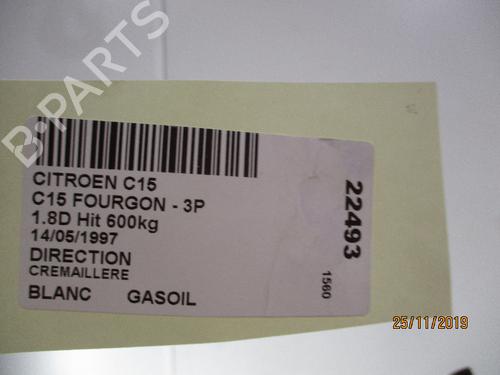 B-PARTS
CITROEN C15
C15 FOURGON - 3P
1.8D Hit 600kg
14/05/1997
DIRECTION
CREMAILLERE
BLANC GASOIL
22493
1560
25/11/2019